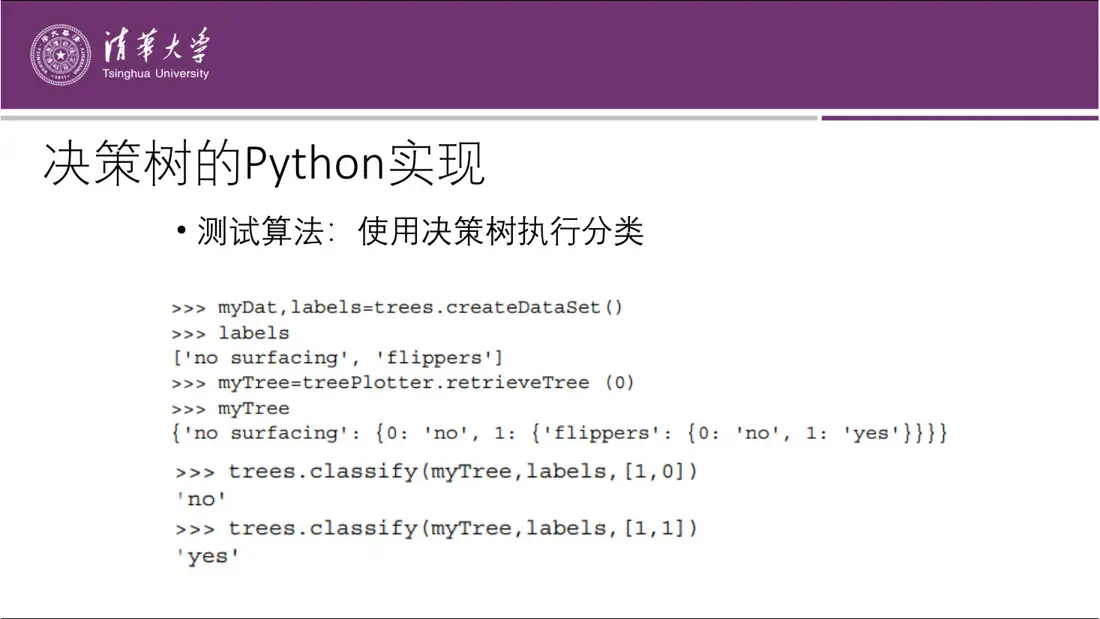 清华大学
Tsinghua University
决策树的Python实现
• 测试算法：使用决策树执行分类
>>> myDat,labels=trees.createDataSet()
>>> labels
['no surfacing', 'flippers']
>>> myTree=treePlotter.retrieveTree (0)
>>> myTree
{'no surfacing': {0: 'no', 1: {'flippers': {0: 'no', 1: 'yes'}}}}
>>> trees.classify(myTree,labels,[1,0])
'no'
>>> trees.classify(myTree,labels,[1,1])
'yes'